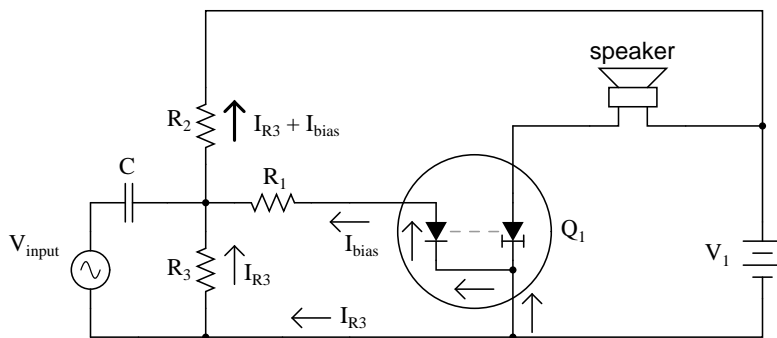 speaker
R2
IR3 + Ibias
C
R1
Vinput
Ibias
Q1
R3
IR3
V1
IR3